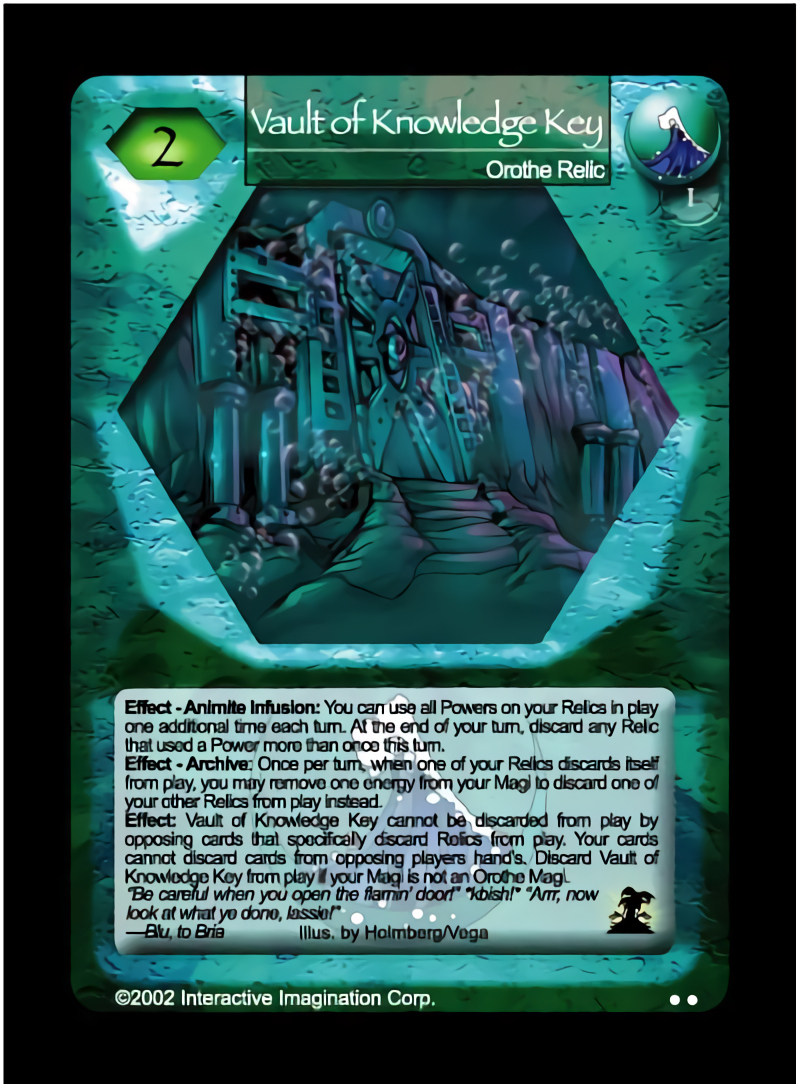 2
Vault of Knowledge Key
Orothe Relic
I
Effect - Animite Infusion: You can use all Powers on your Relics in play
one additional time each turn. At the end of your turn, discard any Relic
that used a Power more than once this turn.
Effect - Archive: Once per turn, when one of your Relics discards itself
from play, you may remove one energy from your Magi to discard one of
your other Relics from play instead.
Effect: Vault of Knowledge Key cannot be discarded from play by
opposing cards that specifically discard Relics from play. Your cards
cannot discard cards from opposing players hand's. Discard Vault of
Knowledge Key from play if your Magi is not an Orothe Magi.
"Be careful when you open the flamin' door!" *kbish!* "Arrr, now
look at what ye done, lassie!"
—Blu, to Bria Illus. by Holmberg/Vega
©2002 Interactive Imagination Corp.